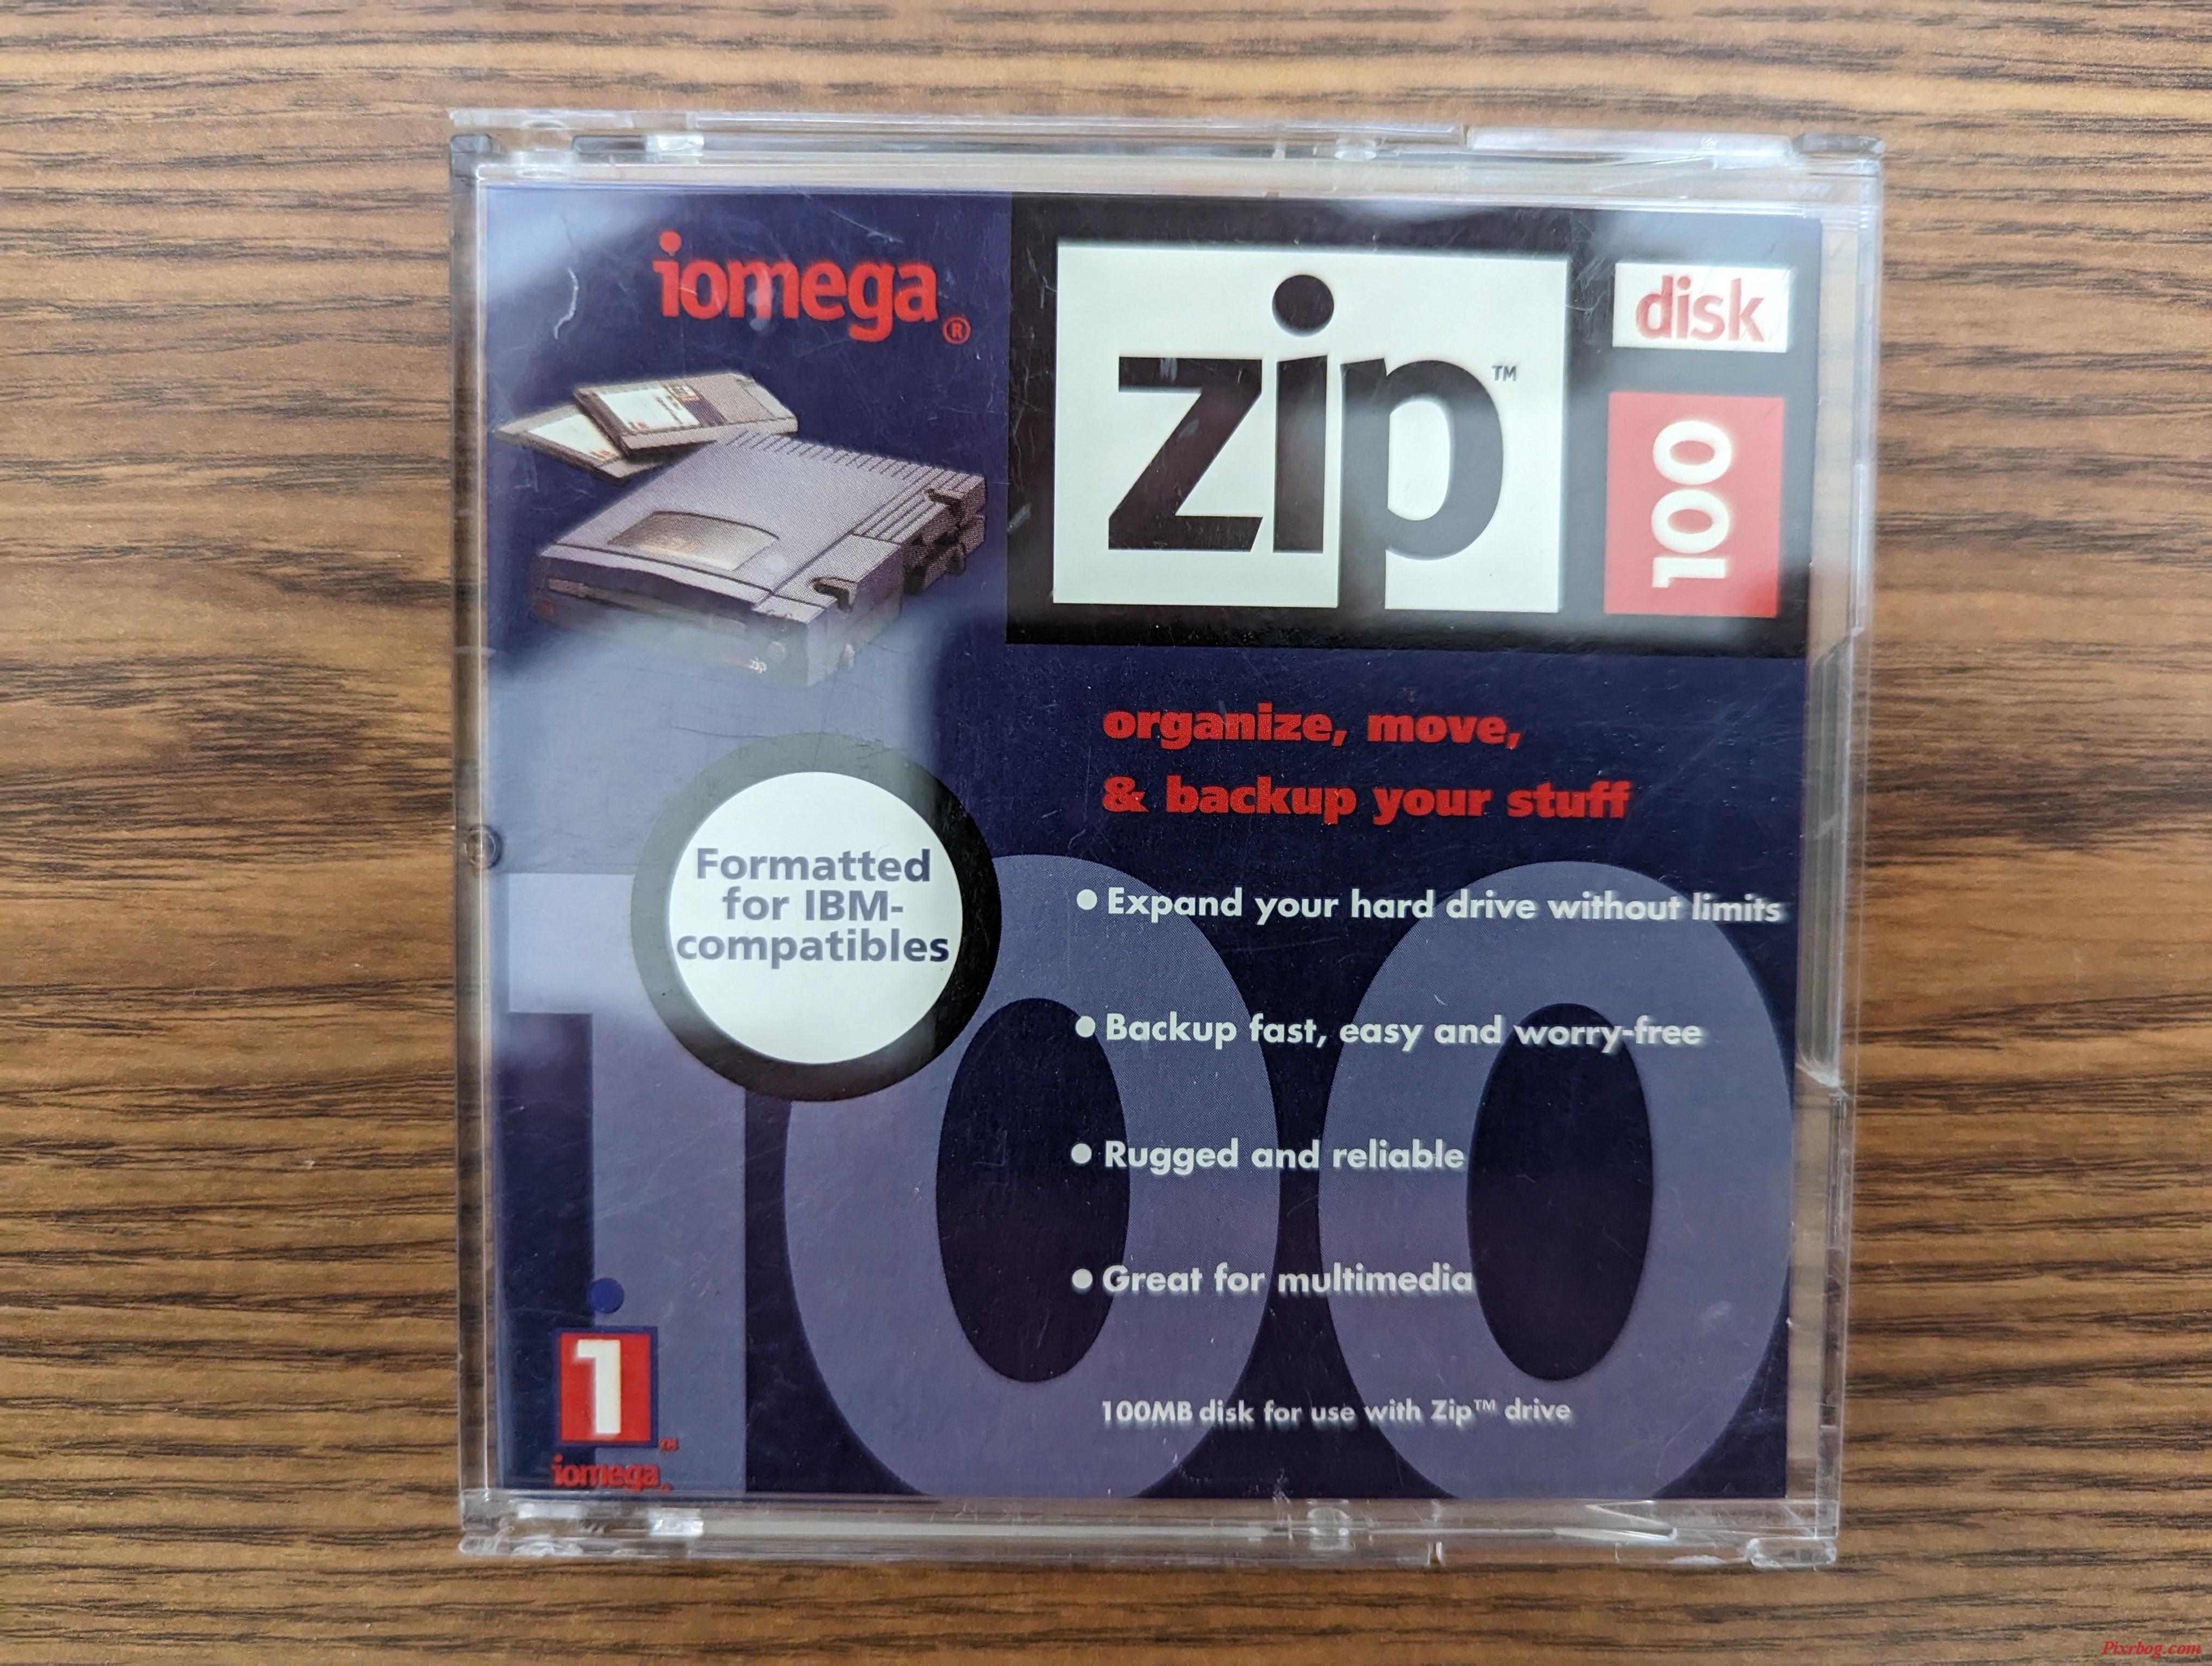 iomega®
zip™
disk
100
organize, move,
& backup your stuff
Formatted
for IBM-
compatibles
• Expand your hard drive without limits
• Backup fast, easy and worry-free
• Rugged and reliable
• Great for multimedia
100
100MB disk for use with Zip™ drive
1™
iomega
zip
Pixrbog.com